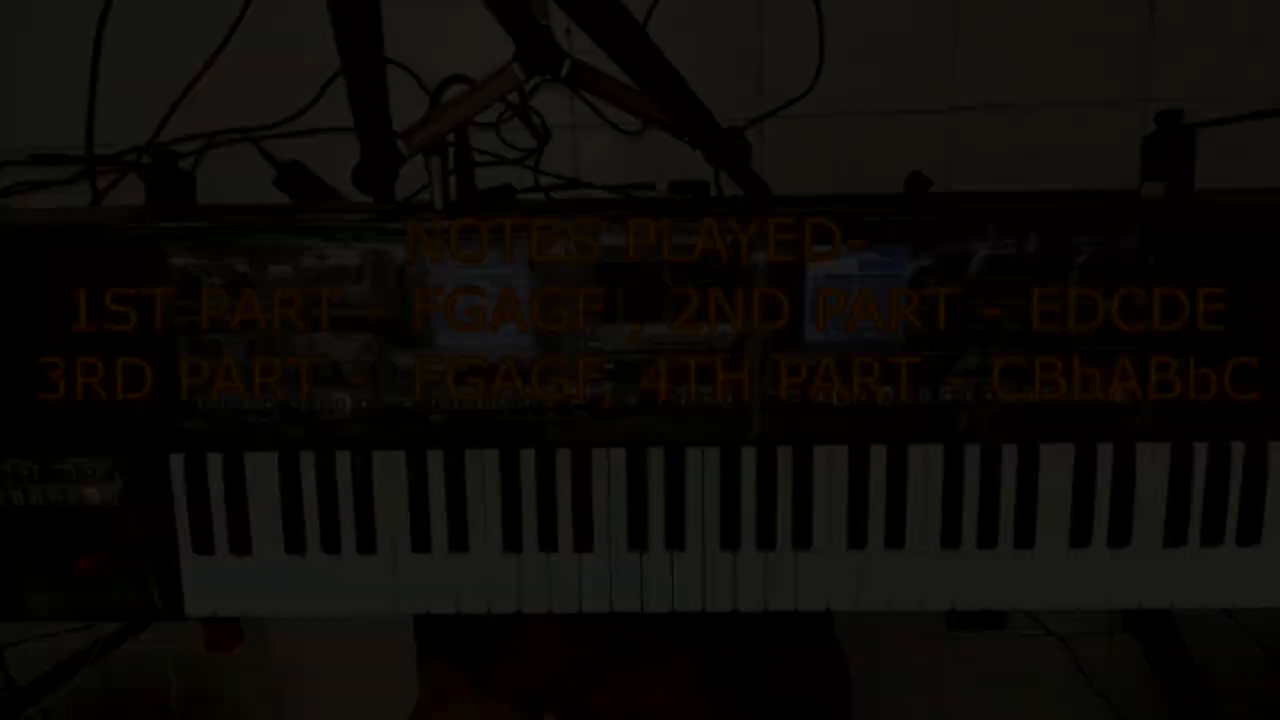 NOTES PLAYED-
1ST PART - FGAGF , 2ND PART - EDCDE
3RD PART - FGAGF, 4TH PART - CBbABbC